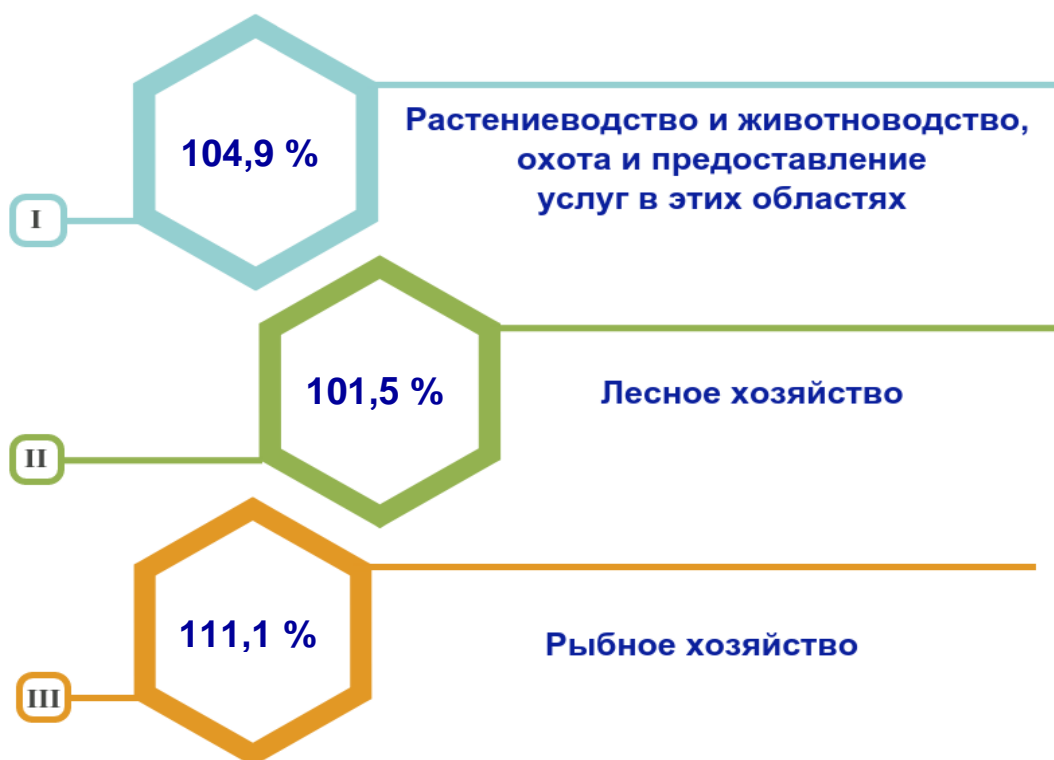 104,9 %
Растениеводство и животноводство,
охота и предоставление
услуг в этих областях
I
101,5 %
Лесное хозяйство
II
111,1 %
Рыбное хозяйство
III